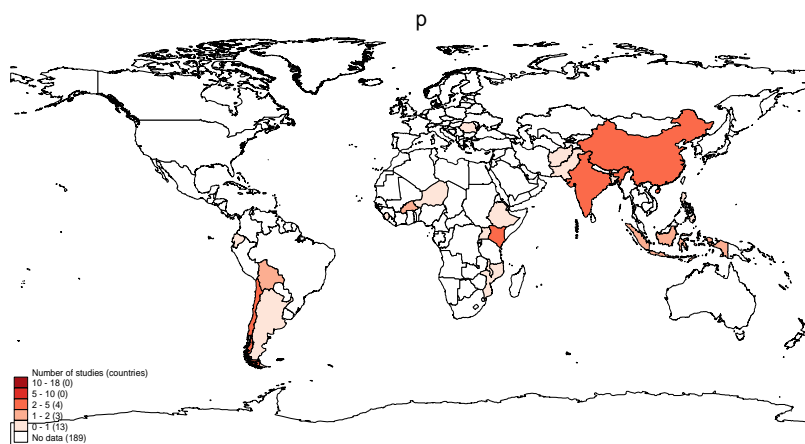 p
Number of studies (countries)
10 - 18 (0)
5 - 10 (0)
2 - 5 (4)
1 - 2 (3)
0 - 1 (13)
No data (189)